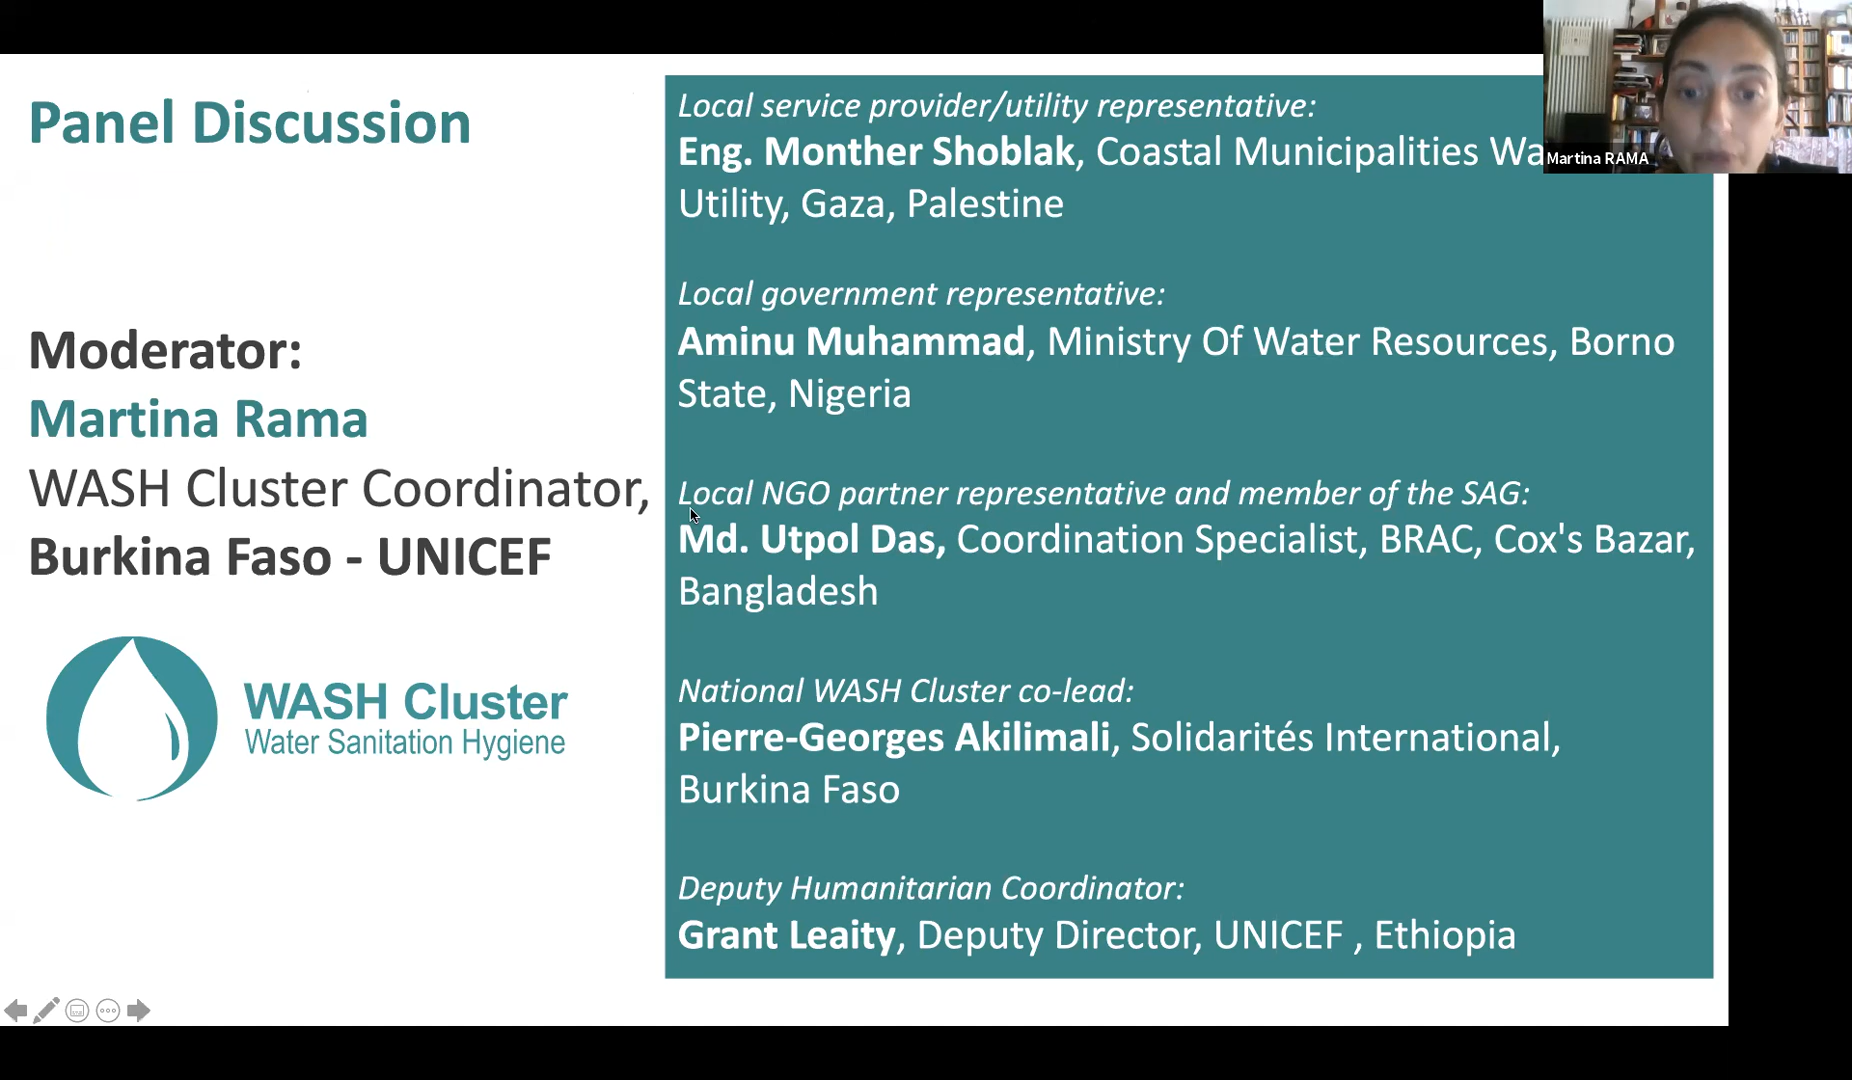 Panel Discussion
Moderator:
Martina Rama
WASH Cluster Coordinator,
Burkina Faso - UNICEF
WASH Cluster
Water Sanitation Hygiene
Local service provider/utility representative:
Eng. Monther Shoblak, Coastal Municipalities
Utility, Gaza, Palestine
Local government representative:
Aminu Muhammad, Ministry Of Water Resources, Borno
State, Nigeria
Local NGO partner representative and member of the SAG:
Md. Utpol Das, Coordination Specialist, BRAC, Cox's Bazar,
Bangladesh
National WASH Cluster co-lead:
Pierre-Georges Akilimali, Solidarités International,
Burkina Faso
Deputy Humanitarian Coordinator:
Grant Leaity, Deputy Director, UNICEF , Ethiopia
Martina RAMA